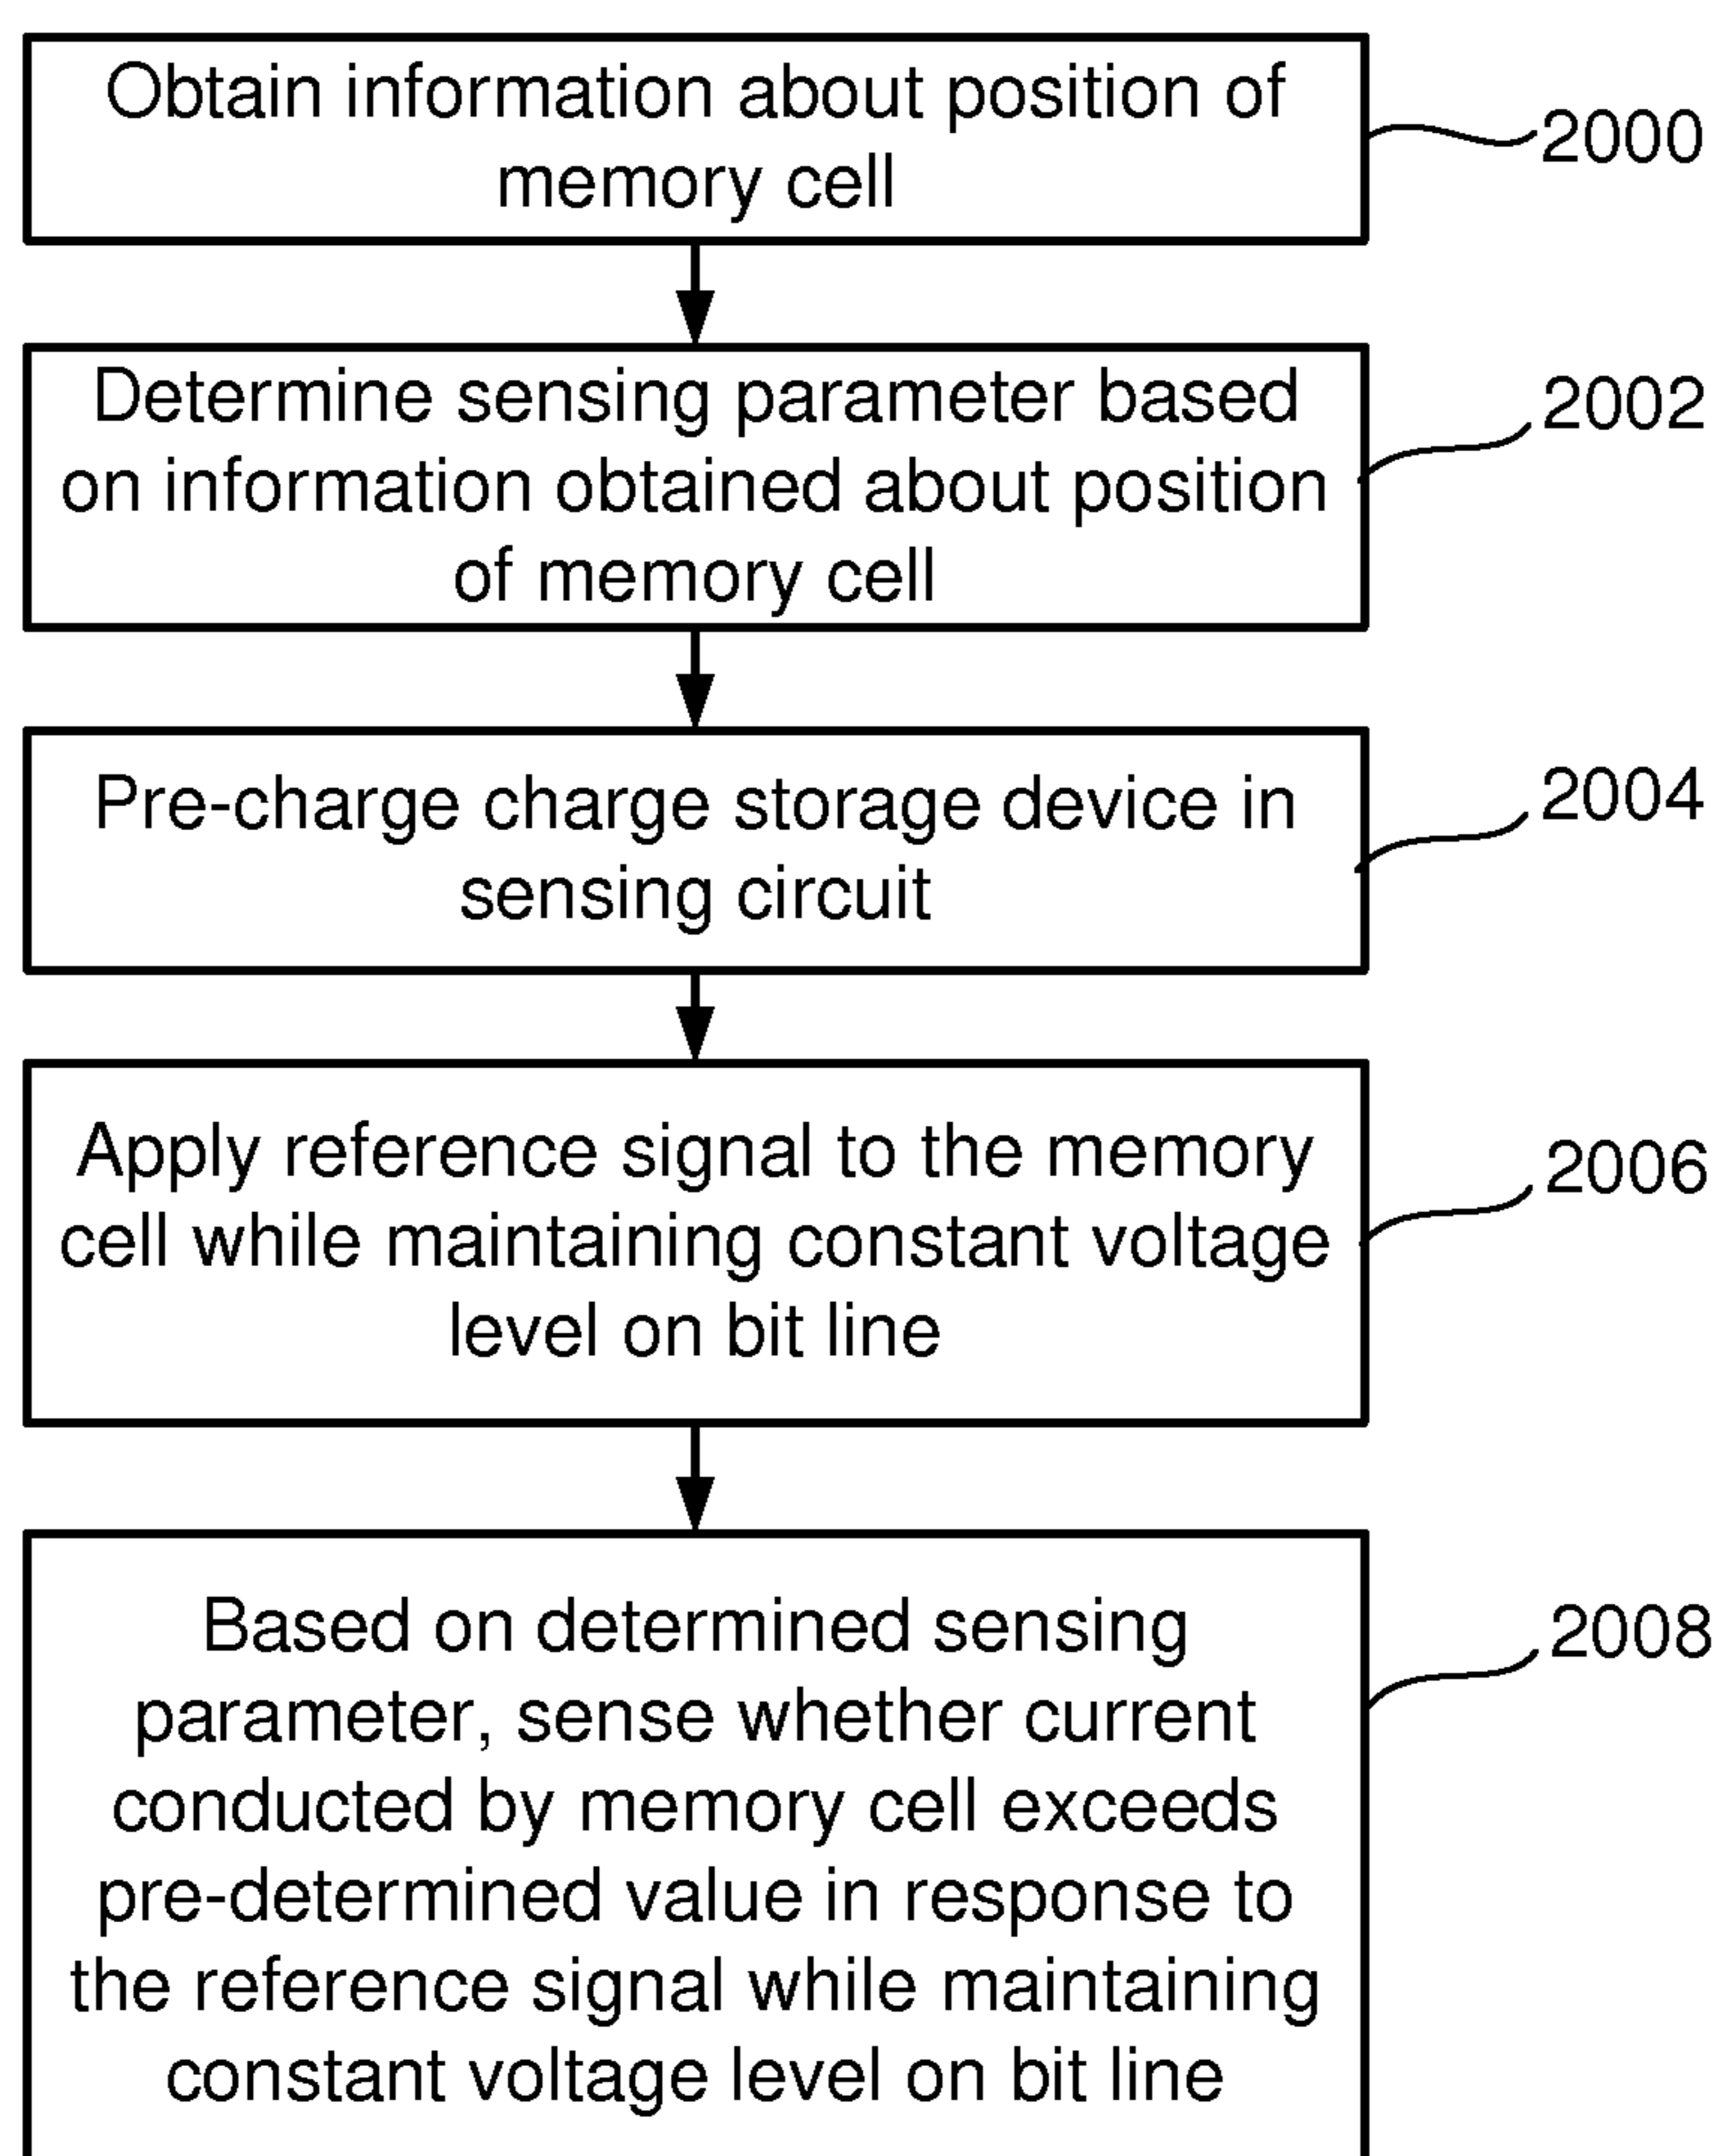 Obtain information about position of
memory cell
2000
Determine sensing parameter based
on information obtained about position
of memory cell
2002
Pre-charge charge storage device in
sensing circuit
2004
Apply reference signal to the memory
cell while maintaining constant voltage
level on bit line
2006
Based on determined sensing
parameter, sense whether current
conducted by memory cell exceeds
pre-determined value in response to
the reference signal while maintaining
constant voltage level on bit line
2008